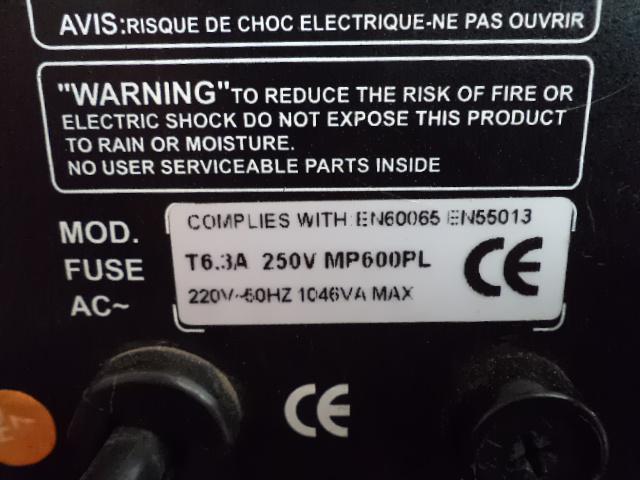 AVIS:RISQUE DE CHOC ELECTRIQUE-NE PAS OUVRIR
"WARNING" TO REDUCE THE RISK OF FIRE OR
ELECTRIC SHOCK DO NOT EXPOSE THIS PRODUCT
TO RAIN OR MOISTURE.
NO USER SERVICEABLE PARTS INSIDE
MOD.
FUSE
AC~
COMPLIES WITH EN60065 EN55013
T6.3A 250V MP600PL
220V~50HZ 1046VA MAX
CE
CE